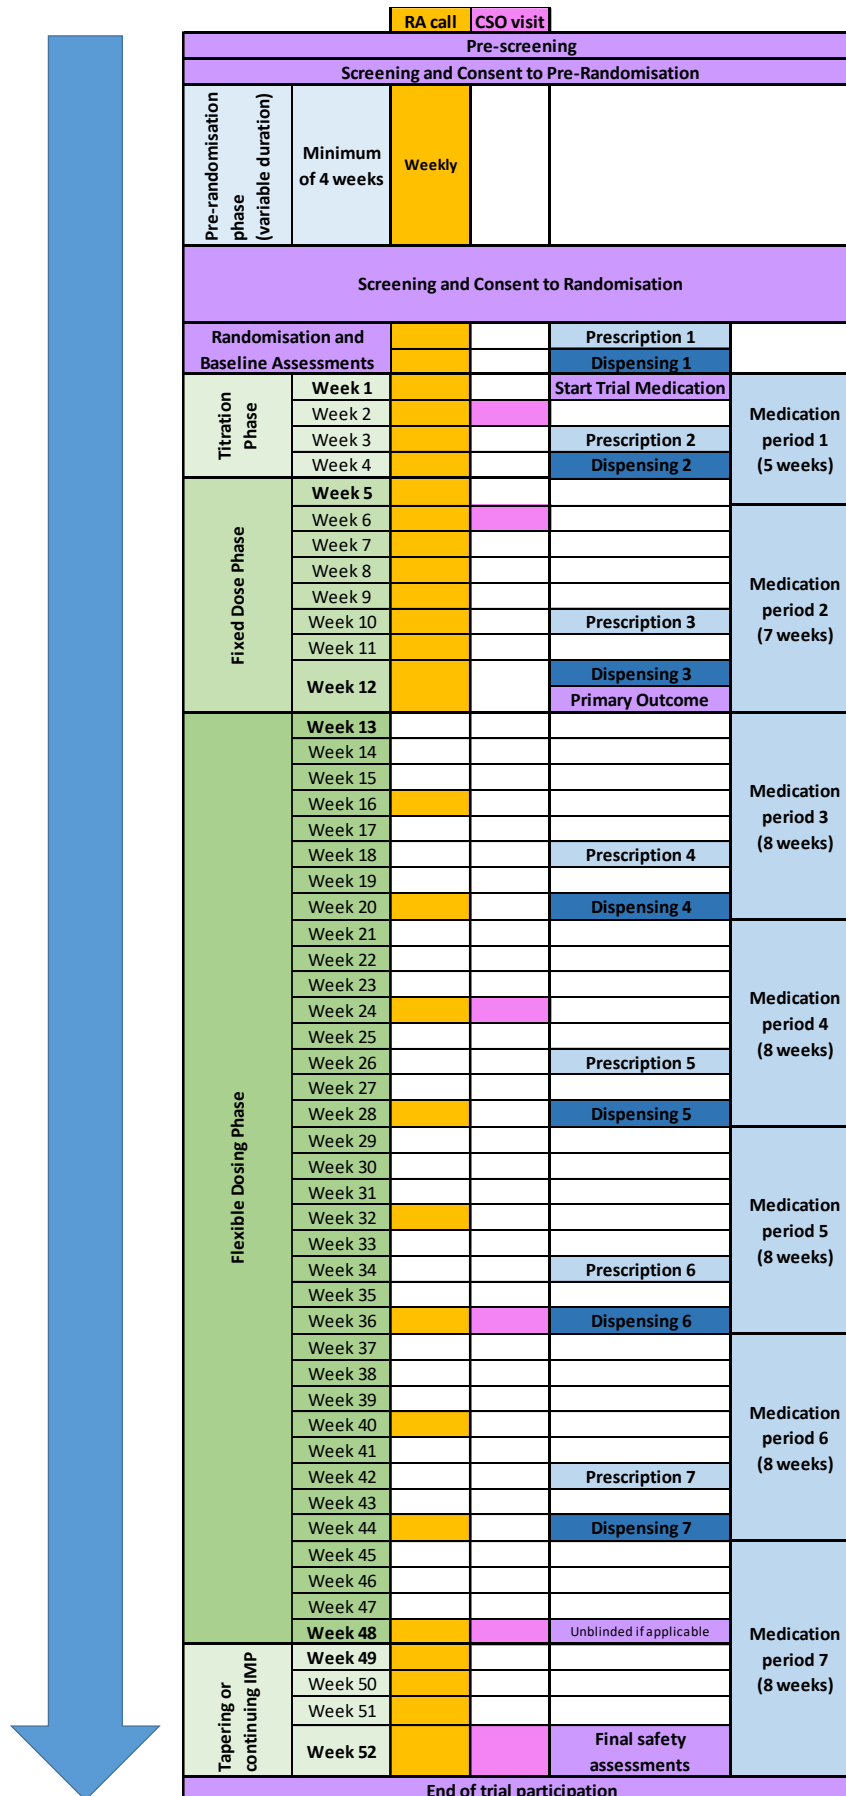 RA call CSO visit
Pre-screening
Screening and Consent to Pre-Randomisation
Pre-randomisation
phase
(variable duration)
Minimum
of 4 weeks
Weekly
Screening and Consent to Randomisation
Randomisation and
Baseline Assessments
Prescription 1
Dispensing 1
Titration
Phase
Week 1
Start Trial Medication
Week 2
Week 3
Prescription 2
Week 4
Dispensing 2
Medication
period 1
(5 weeks)
Fixed Dose Phase
Week 5
Week 6
Week 7
Week 8
Week 9
Week 10
Prescription 3
Week 11
Week 12
Dispensing 3
Primary Outcome
Medication
period 2
(7 weeks)
Flexible Dosing Phase
Week 13
Week 14
Week 15
Week 16
Week 17
Week 18
Prescription 4
Week 19
Week 20
Dispensing 4
Medication
period 3
(8 weeks)
Week 21
Week 22
Week 23
Week 24
Week 25
Week 26
Prescription 5
Week 27
Week 28
Dispensing 5
Medication
period 4
(8 weeks)
Week 29
Week 30
Week 31
Week 32
Week 33
Week 34
Prescription 6
Week 35
Week 36
Dispensing 6
Medication
period 5
(8 weeks)
Week 37
Week 38
Week 39
Week 40
Week 41
Week 42
Prescription 7
Week 43
Week 44
Dispensing 7
Medication
period 6
(8 weeks)
Week 45
Week 46
Week 47
Week 48
Unblinded if applicable
Tapering or
continuing IMP
Week 49
Week 50
Week 51
Week 52
Final safety
assessments
Medication
period 7
(8 weeks)
End of trial participation